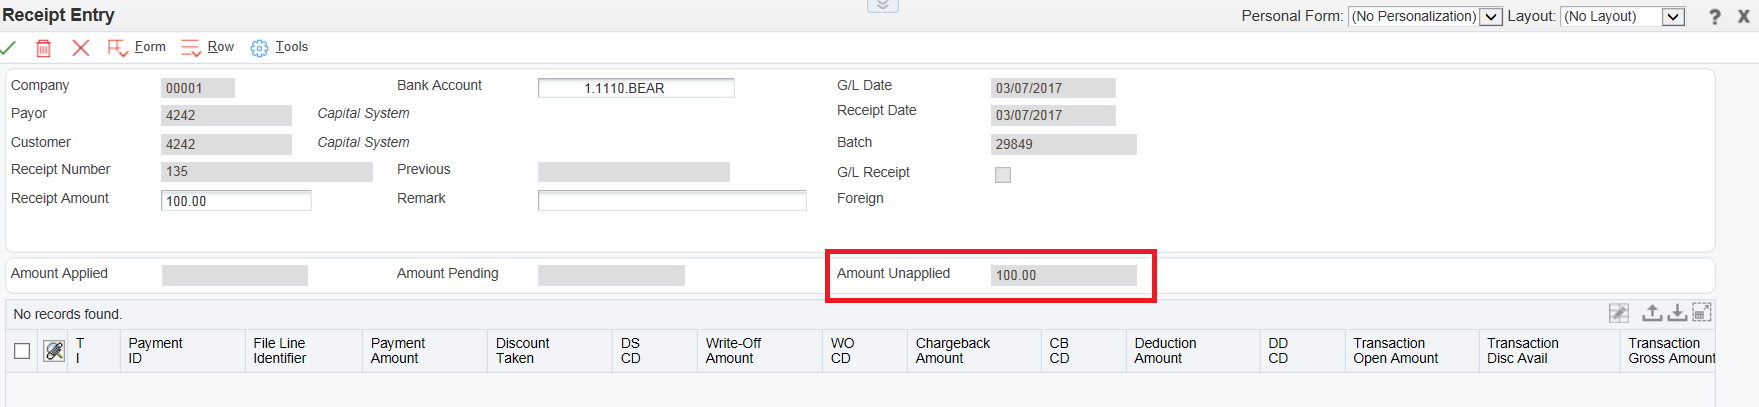 Receipt Entry
Personal Form: (No Personalization) Layout: (No Layout) ? X
Form Row Tools
Company 00001 Bank Account 1.1110.BEAR G/L Date 03/07/2017
Payor 4242 Capital System Receipt Date 03/07/2017
Customer 4242 Capital System Batch 29849
Receipt Number 135 Previous G/L Receipt
Receipt Amount 100.00 Remark Foreign
Amount Applied Amount Pending Amount Unapplied 100.00
No records found.
T Payment File Line Payment Discount DS Write-Off WO Chargeback CB Deduction DD Transaction Transaction Transaction
I ID Identifier Amount Taken CD Amount CD Amount CD Amount CD Open Amount Disc Avail Gross Amount